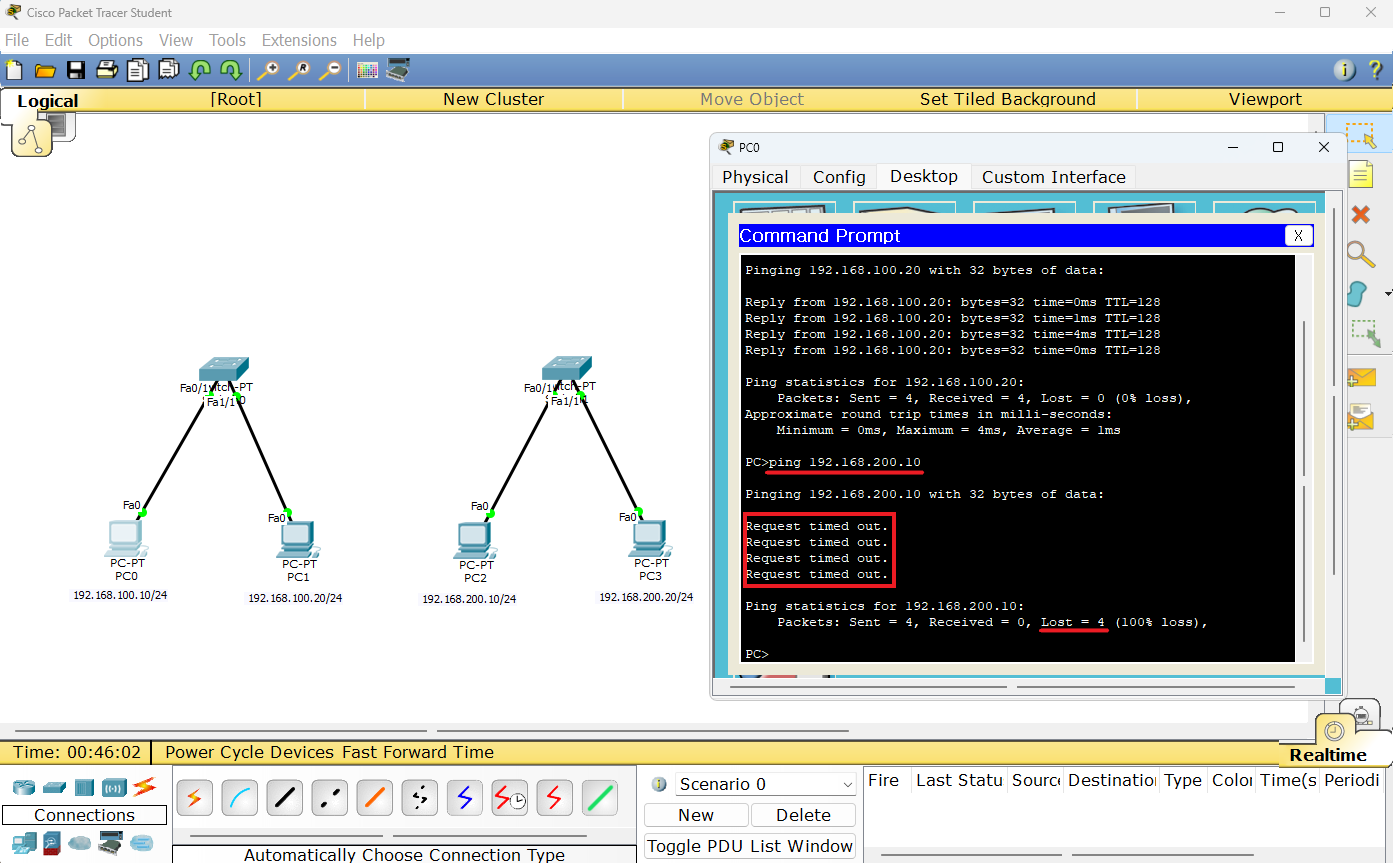 Cisco Packet Tracer Student
File Edit Options View Tools Extensions Help
Logical [Root] New Cluster Move Object Set Tiled Background Viewport
PC0
Physical Config Desktop Custom Interface
Command Prompt X
Pinging 192.168.100.20 with 32 bytes of data:
Reply from 192.168.100.20: bytes=32 time=0ms TTL=128
Reply from 192.168.100.20: bytes=32 time=1ms TTL=128
Reply from 192.168.100.20: bytes=32 time=4ms TTL=128
Reply from 192.168.100.20: bytes=32 time=0ms TTL=128
Ping statistics for 192.168.100.20:
Packets: Sent = 4, Received = 4, Lost = 0 (0% loss),
Approximate round trip times in milli-seconds:
Minimum = 0ms, Maximum = 4ms, Average = 1ms
PC>ping 192.168.200.10
Pinging 192.168.200.10 with 32 bytes of data:
Request timed out.
Request timed out.
Request timed out.
Request timed out.
Ping statistics for 192.168.200.10:
Packets: Sent = 4, Received = 0, Lost = 4 (100% loss),
PC>
Fa0/1 tch-PT
Fa1/1
Fa0/1 tch-PT
Fa1/1
Fa0
Fa0
Fa0
Fa0
PC-PT
PC0
192.168.100.10/24
PC-PT
PC1
192.168.100.20/24
PC-PT
PC2
192.168.200.10/24
PC-PT
PC3
192.168.200.20/24
Time: 00:46:02 Power Cycle Devices Fast Forward Time
Realtime
Connections
Automatically Choose Connection Type
Scenario 0
New Delete
Toggle PDU List Window
Fire Last Statu Source Destination Type Color Time(s Periodi